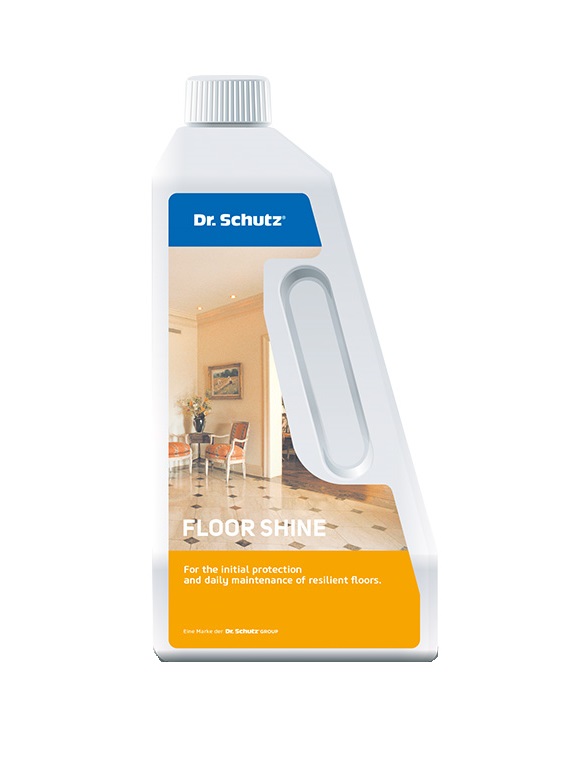 Dr. Schutz®
FLOOR SHINE
For the initial protection
and daily maintenance of resilient floors.
Eine Marke der Dr. Schutz® GROUP